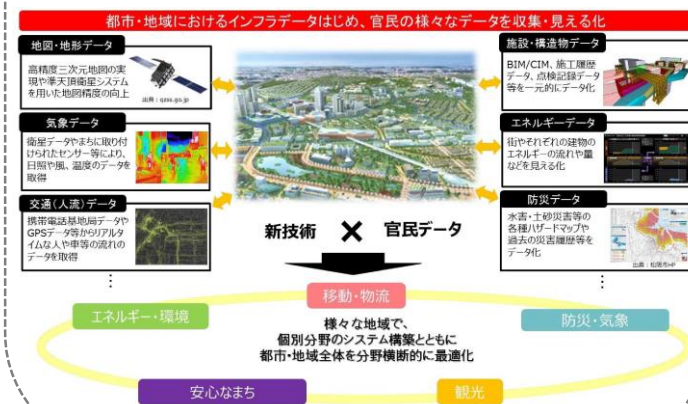 都市・地域におけるインフラデータはじめ、官民の様々なデータを収集・見える化
地図・地形データ
高精度三次元地図の実
現や準天頂衛星システム
を用いた地図精度の向上
出典：qzss.go.jp
気象データ
衛星データやまちに取り付
けられたセンサー等により、
日照や風、温度のデータを
取得
交通（人流）データ
携帯電話基地局データや
GPSデータ等からリアルタ
イムな人や車等の流れの
データを取得
⋮
施設・構造物データ
BIM/CIM、施工履歴
データ、点検記録データ
等を一元的にデータ化
エネルギーデータ
街やそれぞれの建物の
エネルギーの流れや量
などを見える化
防災データ
水害・土砂災害等の
各種ハザードマップや
過去の災害履歴等を
データ化
出典：松阪市HP
⋮
新技術 × 官民データ
移動・物流
エネルギー・環境
防災・気象
様々な地域で、
個別分野のシステム構築とともに
都市・地域全体を分野横断的に最適化
安心なまち
観光